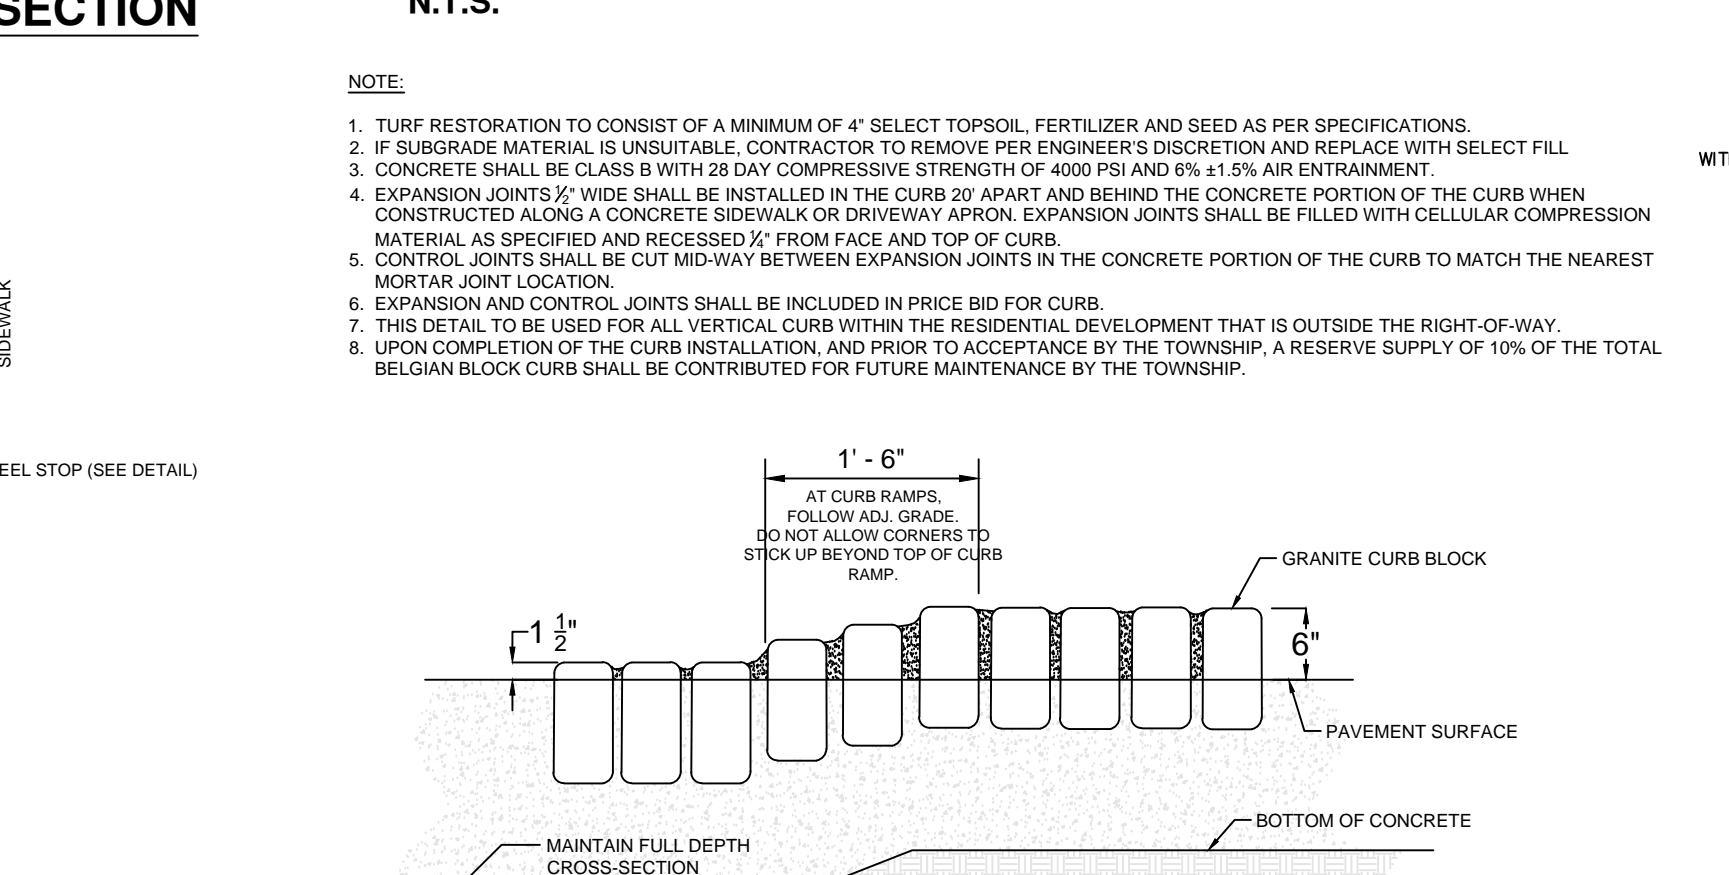 SECTION
N.T.S.
NOTE:
1. TURF RESTORATION TO CONSIST OF A MINIMUM OF 4" SELECT TOPSOIL, FERTILIZER AND SEED AS PER SPECIFICATIONS.
2. IF SUBGRADE MATERIAL IS UNSUITABLE, CONTRACTOR TO REMOVE PER ENGINEER'S DISCRETION AND REPLACE WITH SELECT FILL
3. CONCRETE SHALL BE CLASS B WITH 28 DAY COMPRESSIVE STRENGTH OF 4000 PSI AND 6% ±1.5% AIR ENTRAINMENT.
4. EXPANSION JOINTS ½" WIDE SHALL BE INSTALLED IN THE CURB 20' APART AND BEHIND THE CONCRETE PORTION OF THE CURB WHEN
CONSTRUCTED ALONG A CONCRETE SIDEWALK OR DRIVEWAY APRON. EXPANSION JOINTS SHALL BE FILLED WITH CELLULAR COMPRESSION
MATERIAL AS SPECIFIED AND RECESSED ¼" FROM FACE AND TOP OF CURB.
5. CONTROL JOINTS SHALL BE CUT MID-WAY BETWEEN EXPANSION JOINTS IN THE CONCRETE PORTION OF THE CURB TO MATCH THE NEAREST
MORTAR JOINT LOCATION.
6. EXPANSION AND CONTROL JOINTS SHALL BE INCLUDED IN PRICE BID FOR CURB.
7. THIS DETAIL TO BE USED FOR ALL VERTICAL CURB WITHIN THE RESIDENTIAL DEVELOPMENT THAT IS OUTSIDE THE RIGHT-OF-WAY.
8. UPON COMPLETION OF THE CURB INSTALLATION, AND PRIOR TO ACCEPTANCE BY THE TOWNSHIP, A RESERVE SUPPLY OF 10% OF THE TOTAL
BELGIAN BLOCK CURB SHALL BE CONTRIBUTED FOR FUTURE MAINTENANCE BY THE TOWNSHIP.
SIDEWALK
EEL STOP (SEE DETAIL)
1' - 6"
AT CURB RAMPS,
FOLLOW ADJ. GRADE.
DO NOT ALLOW CORNERS TO
STICK UP BEYOND TOP OF CURB
RAMP.
GRANITE CURB BLOCK
1 ½"
6"
PAVEMENT SURFACE
BOTTOM OF CONCRETE
MAINTAIN FULL DEPTH
CROSS-SECTION